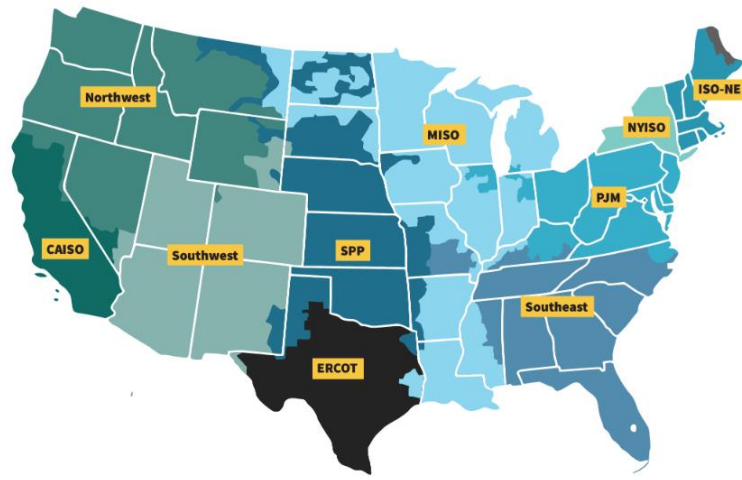 Northwest
MISO
ISO-NE
NYISO
PJM
CAISO
Southwest
SPP
Southeast
ERCOT